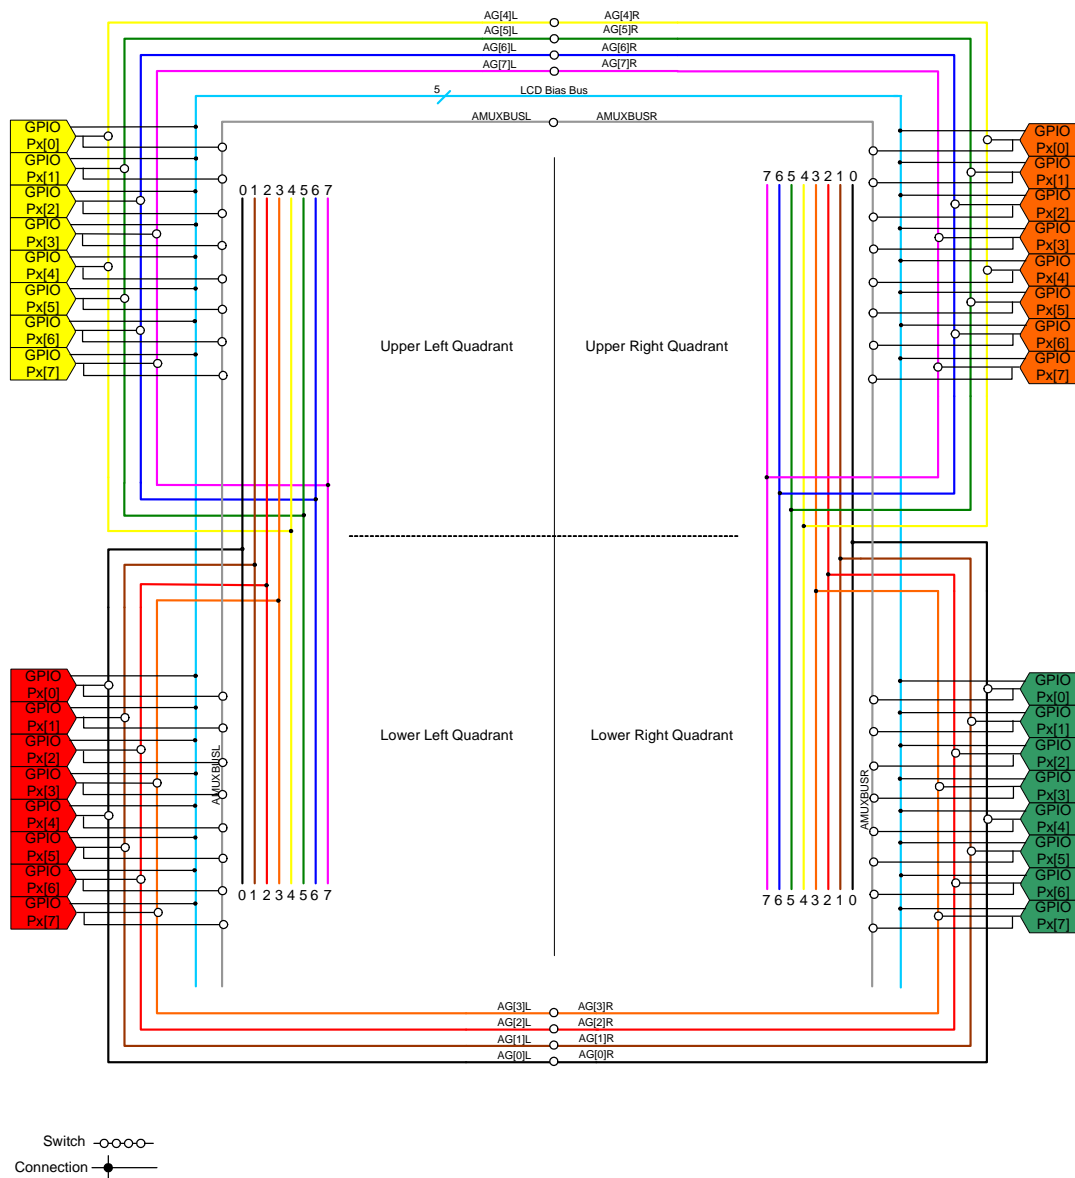 AG[4]L AG[4]R
AG[5]L AG[5]R
AG[6]L AG[6]R
AG[7]L AG[7]R
5 LCD Bias Bus
AMUXBUSL AMUXBUSR
GPIO
Px[0]
GPIO
Px[1]
GPIO
Px[2]
GPIO
Px[3]
GPIO
Px[4]
GPIO
Px[5]
GPIO
Px[6]
GPIO
Px[7]
0 1 2 3 4 5 6 7
7 6 5 4 3 2 1 0
GPIO
Px[0]
GPIO
Px[1]
GPIO
Px[2]
GPIO
Px[3]
GPIO
Px[4]
GPIO
Px[5]
GPIO
Px[6]
GPIO
Px[7]
Upper Left Quadrant
Upper Right Quadrant
GPIO
Px[0]
GPIO
Px[1]
GPIO
Px[2]
GPIO
Px[3]
GPIO
Px[4]
GPIO
Px[5]
GPIO
Px[6]
GPIO
Px[7]
AMUXBUSL
Lower Left Quadrant
Lower Right Quadrant
AMUXBUSR
0 1 2 3 4 5 6 7
7 6 5 4 3 2 1 0
GPIO
Px[0]
GPIO
Px[1]
GPIO
Px[2]
GPIO
Px[3]
GPIO
Px[4]
GPIO
Px[5]
GPIO
Px[6]
GPIO
Px[7]
AG[3]L AG[3]R
AG[2]L AG[2]R
AG[1]L AG[1]R
AG[0]L AG[0]R
Switch
Connection